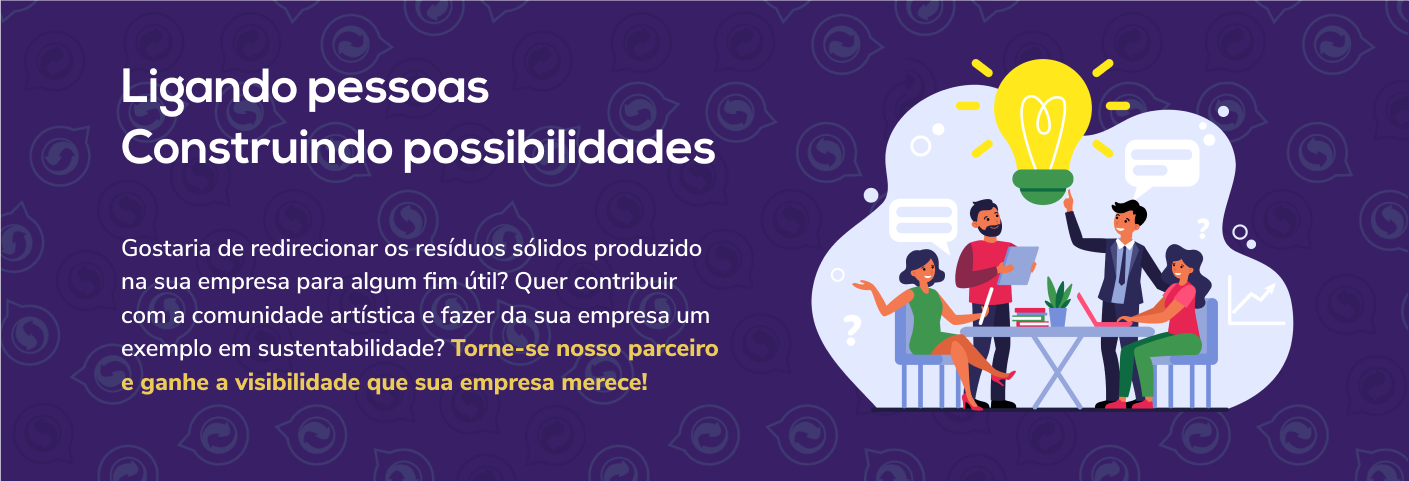 Ligando pessoas
Construindo possibilidades
Gostaria de redirecionar os resíduos sólidos produzido
na sua empresa para algum fim útil? Quer contribuir
com a comunidade artística e fazer da sua empresa um
exemplo em sustentabilidade? Torne-se nosso parceiro
e ganhe a visibilidade que sua empresa merece!
?
?